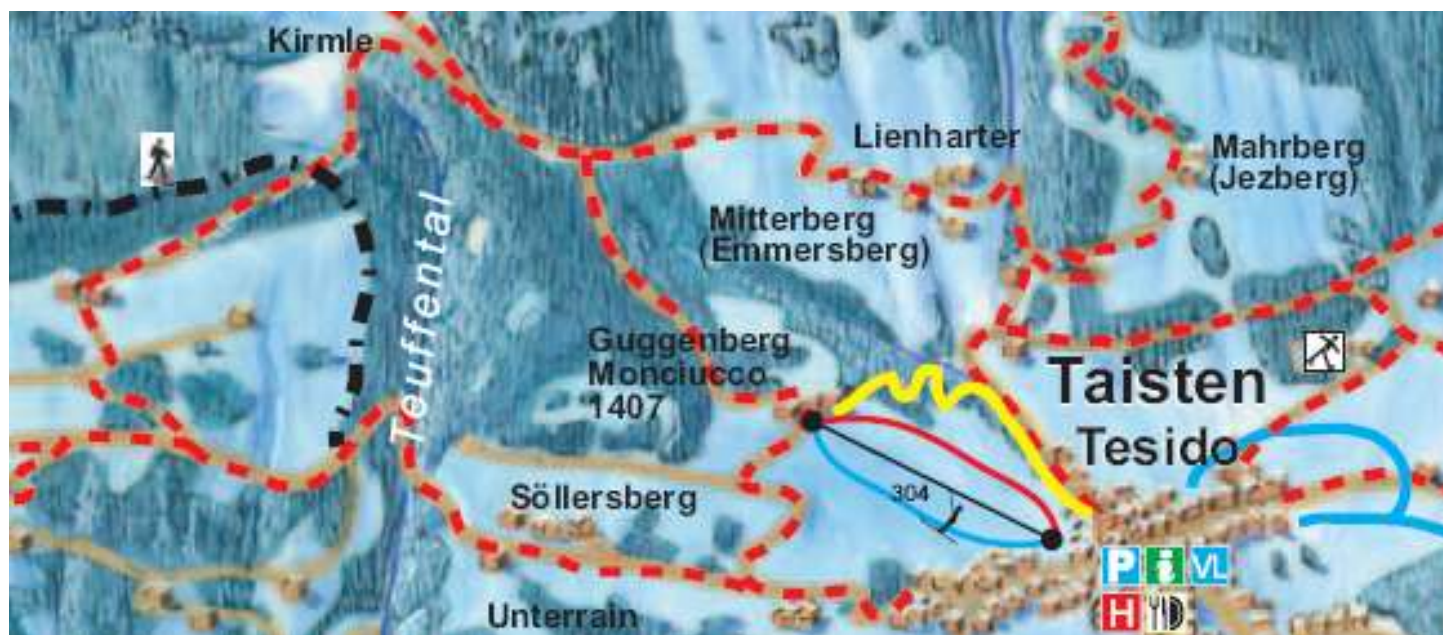 Kirmle
Lienharter
Mahrberg
(Jezberg)
Mitterberg
(Emmersberg)
Teuffental
Guggenberg
Monciucco
1407
Taisten
Tesido
304
Söllersberg
Unterrain
P
i
VL
H